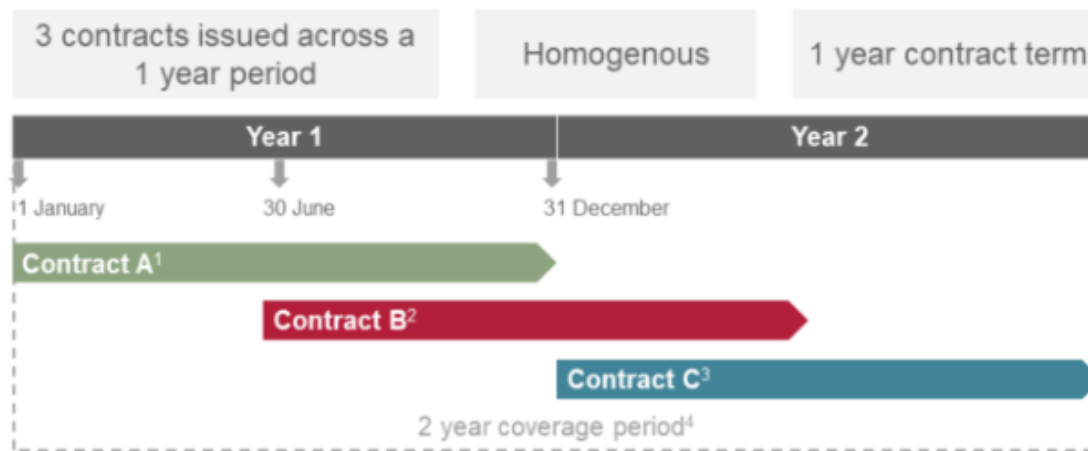 3 contracts issued across a
1 year period
Homogenous
1 year contract term
Year 1
Year 2
1 January
30 June
31 December
Contract A¹
Contract B²
Contract C³
2 year coverage period⁴